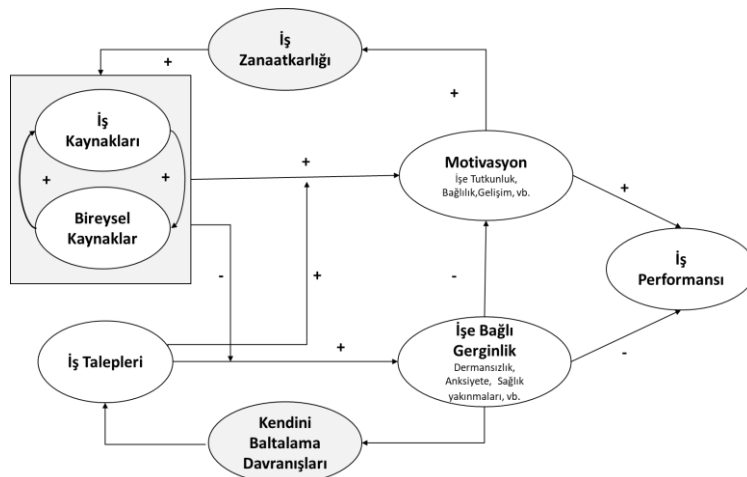 İş
Zanaatkarlığı
+
+
İş
Kaynakları
+
+
Bireysel
Kaynaklar
+
Motivasyon
İşe Tutkunluk,
Bağlılık,Gelişim, vb.
+
İş
Performansı
-
+
-
İş Talepleri
+
İşe Bağlı
Gerginlik
Dermansızlık,
Anksiyete, Sağlık
yakınmaları, vb.
-
Kendini
Baltalama
Davranışları